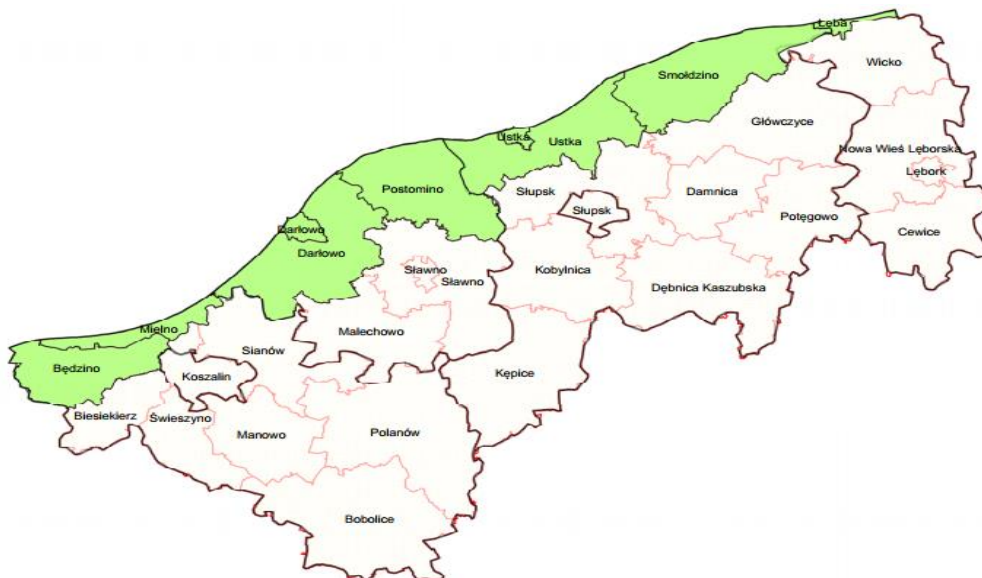 Łeba
Wicko
Smołdzino
Główczyce
Ustka
Ustka
Nowa Wieś Lęborska
Lębork
Postomino
Słupsk
Damnica
Słupsk
Potęgowo
Cewice
Darłowo
Darłowo
Sławno
Sławno
Kobylnica
Dębnica Kaszubska
Mielno
Malechowo
Sianów
Będzino
Koszalin
Kępice
Biesiekierz
Świeszyno
Manowo
Polanów
Bobolice